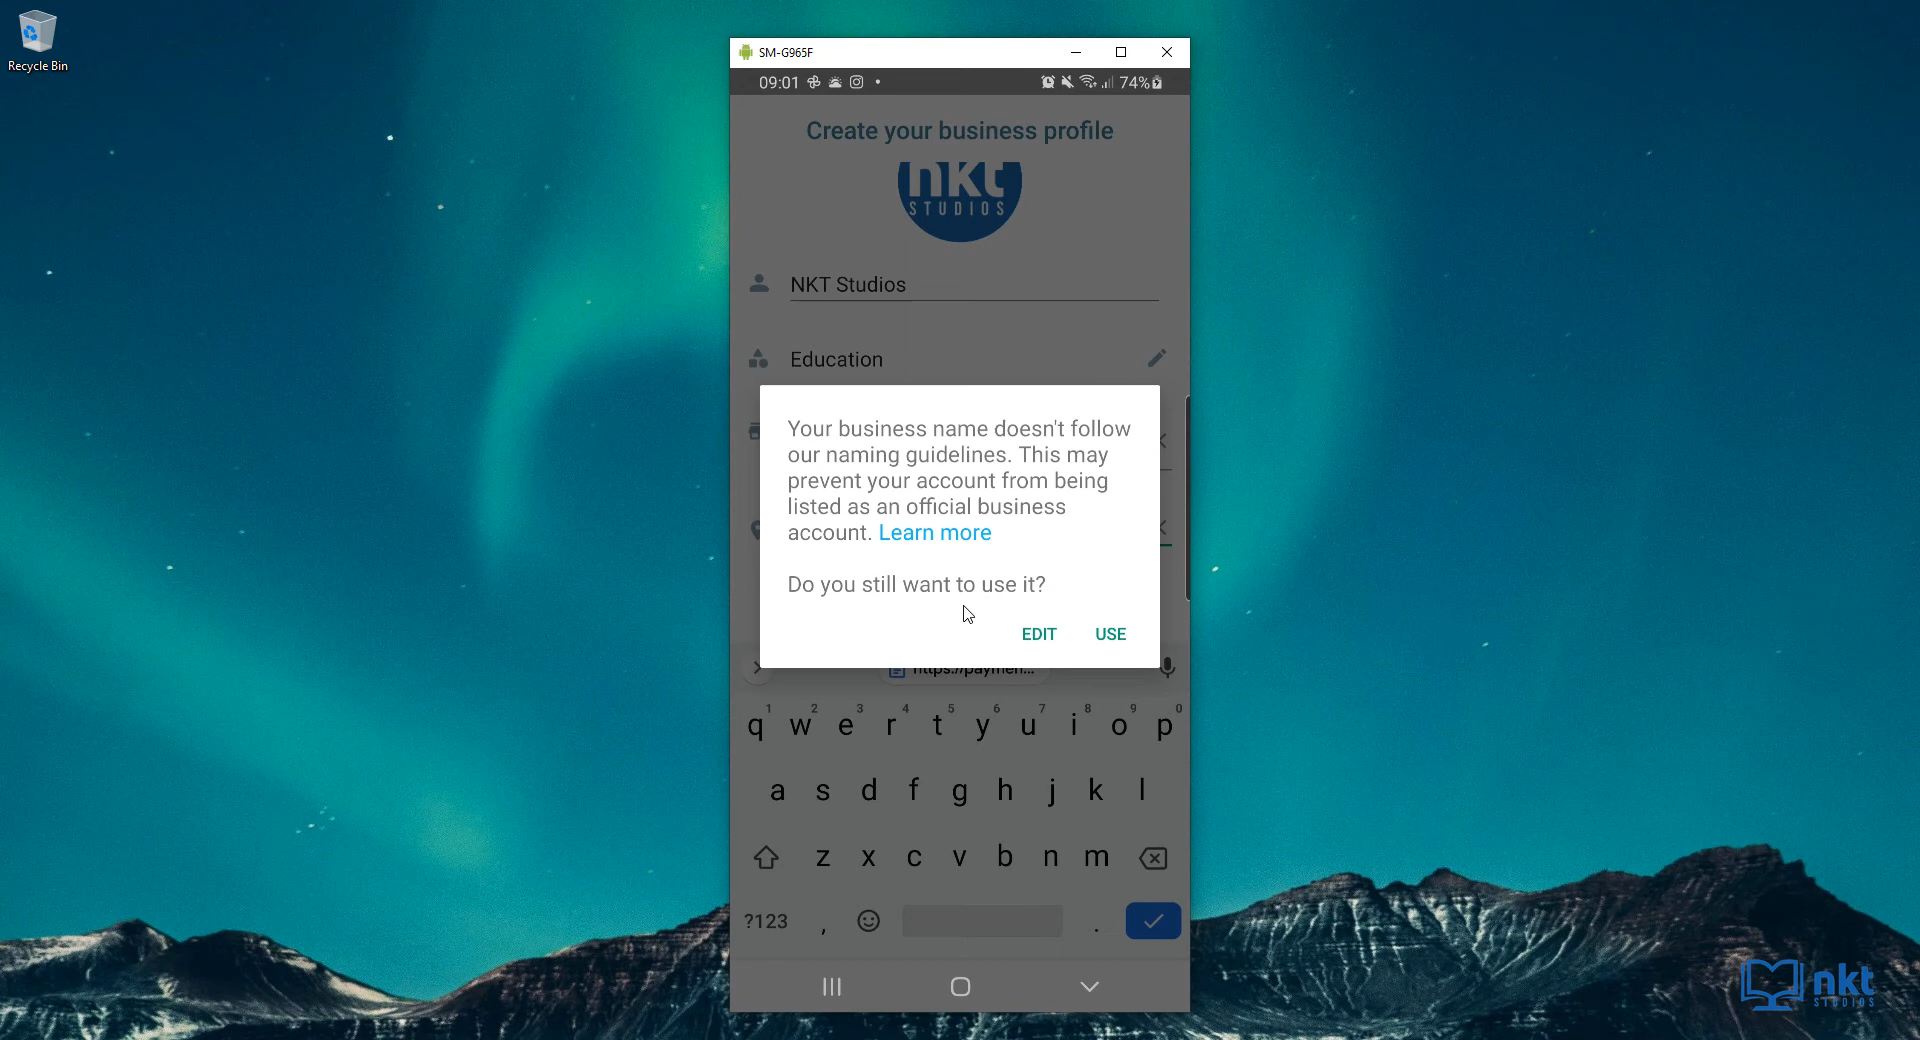 Recycle Bin
SM-G965F
09:01
74%
Create your business profile
nkt
STUDIOS
NKT Studios
Education
Your business name doesn't follow
our naming guidelines. This may
prevent your account from being
listed as an official business
account. Learn more
Do you still want to use it?
EDIT USE
https://paymen...
1 2 3 4 5 6 7 8 9 0
q w e r t y u i o p
a s d f g h j k l
z x c v b n m
?123 , .
nkt
STUDIOS